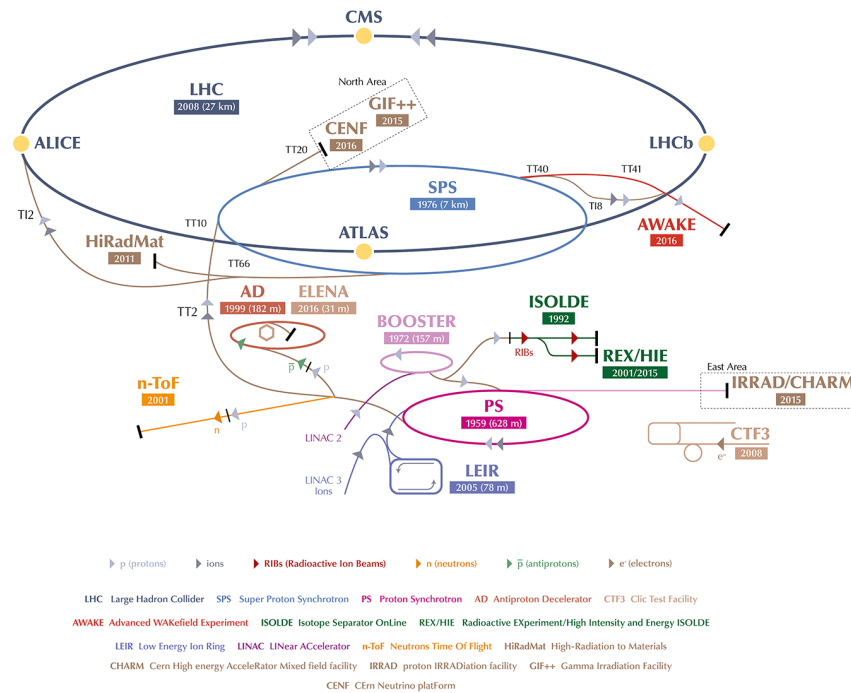 CMS
LHC
2008 (27 km)
North Area
GIF++
2015
CENF
2016
TT20
ALICE
LHCb
TT40
TT41
SPS
1976 (7 km)
TI2
TT10
TI8
AWAKE
2016
ATLAS
HiRadMat
2011
TT66
AD
1999 (182 m)
ELENA
2016 (31 m)
TT2
BOOSTER
1972 (157 m)
ISOLDE
1992
RIBs
REX/HIE
2001/2015
East Area
IRRAD/CHARM
2015
p̅
p
n-ToF
2001
n
p
PS
1959 (628 m)
LINAC 2
CTF3
2008
e-
LEIR
2005 (78 m)
LINAC 3
Ions
p (protons) ions RIBs (Radioactive Ion Beams) n (neutrons) p̅ (antiprotons) e- (electrons)
LHC Large Hadron Collider SPS Super Proton Synchrotron PS Proton Synchrotron AD Antiproton Decelerator CTF3 Clic Test Facility
AWAKE Advanced WAKefield Experiment ISOLDE Isotope Separator OnLine REX/HIE Radioactive EXperiment/High Intensity and Energy ISOLDE
LEIR Low Energy Ion Ring LINAC LINear ACcelerator n-ToF Neutrons Time Of Flight HiRadMat High-Radiation to Materials
CHARM Cern High energy AcceleRator Mixed field facility IRRAD proton IRRADiation facility GIF++ Gamma Irradiation Facility
CENF CErn Neutrino platForm